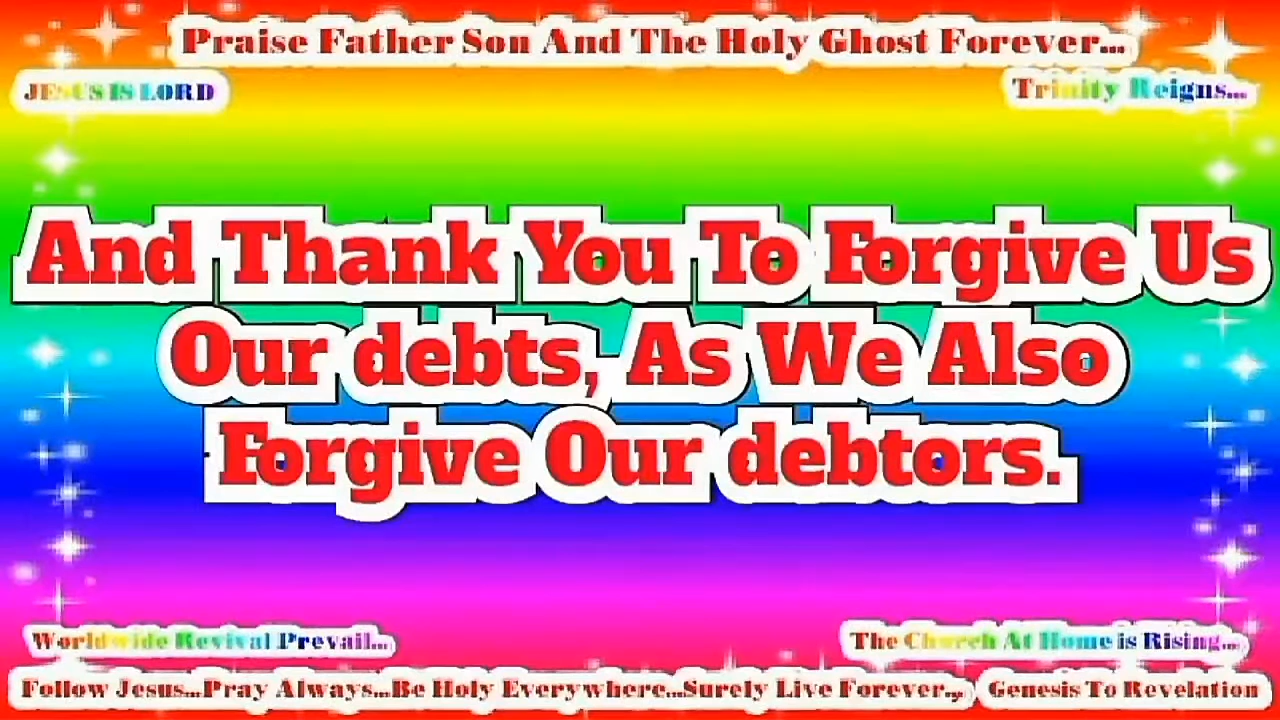 Praise Father Son And The Holy Ghost Forever...
JESUS IS LORD
Trinity Reigns...
And Thank You To Forgive Us
Our debts, As We Also
Forgive Our debtors.
Worldwide Revival Prevail...
The Church At Home is Rising...
Follow Jesus...Pray Always...Be Holy Everywhere...Surely Live Forever...,
Genesis To Revelation